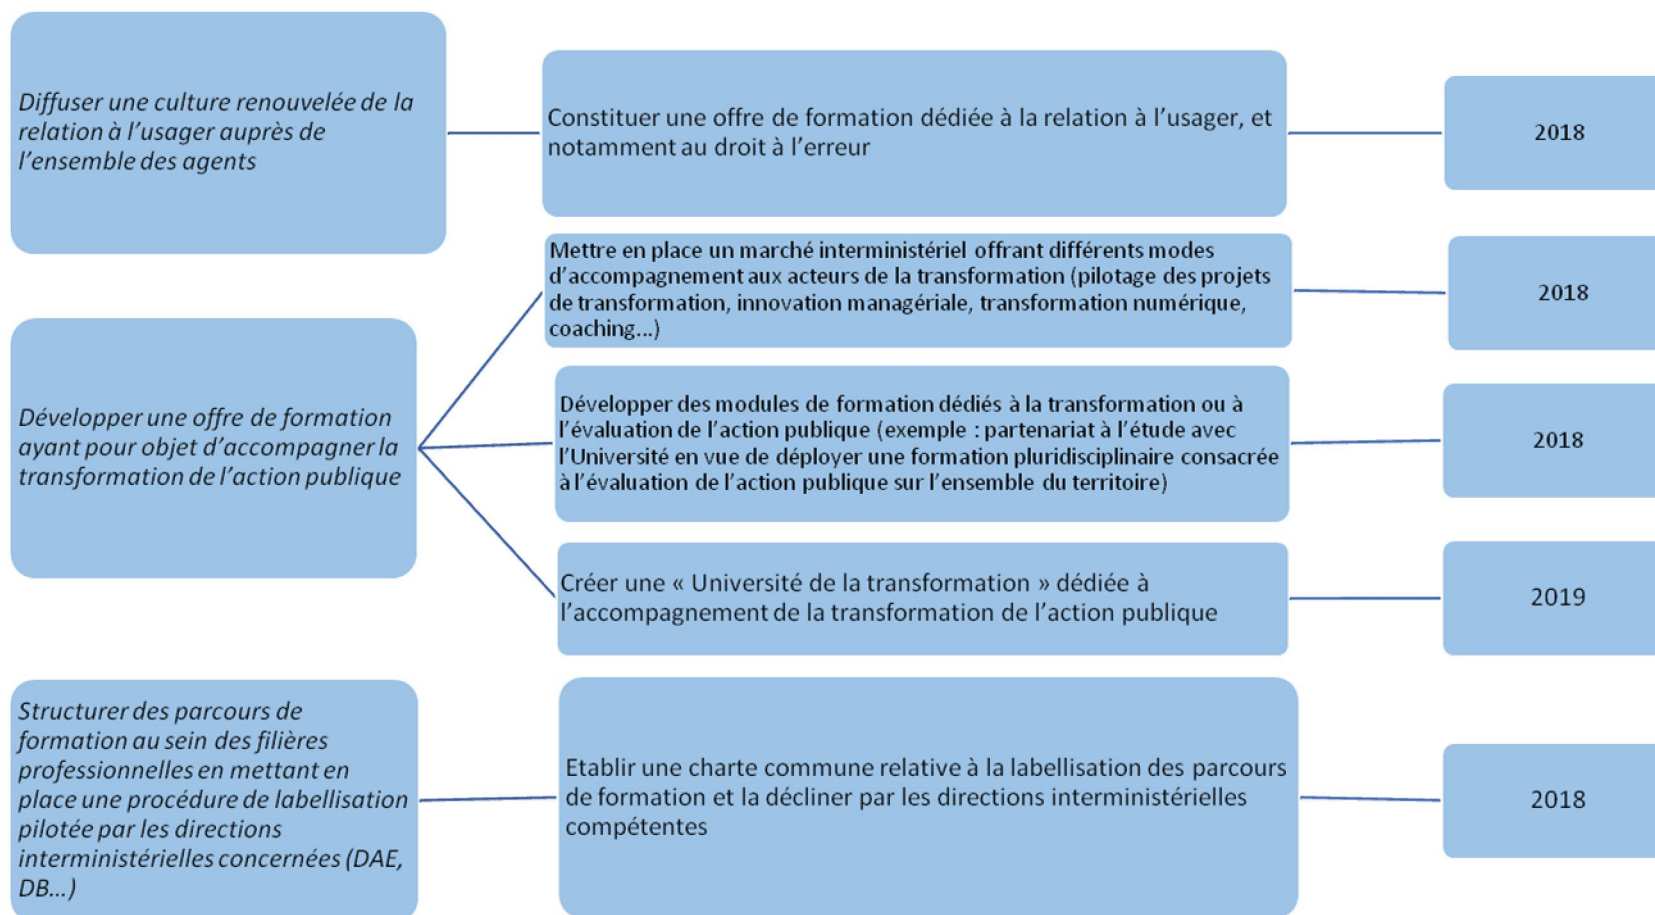 Diffuser une culture renouvelée de la
relation à l’usager auprès de
l’ensemble des agents
Constituer une offre de formation dédiée à la relation à l’usager, et
notamment au droit à l’erreur
2018
Développer une offre de formation
ayant pour objet d’accompagner la
transformation de l’action publique
Mettre en place un marché interministériel offrant différents modes
d’accompagnement aux acteurs de la transformation (pilotage des projets
de transformation, innovation managériale, transformation numérique,
coaching...)
2018
Développer des modules de formation dédiés à la transformation ou à
l’évaluation de l’action publique (exemple : partenariat à l’étude avec
l’Université en vue de déployer une formation pluridisciplinaire consacrée
à l’évaluation de l’action publique sur l’ensemble du territoire)
2018
Créer une « Université de la transformation » dédiée à
l’accompagnement de la transformation de l’action publique
2019
Structurer des parcours de
formation au sein des filières
professionnelles en mettant en
place une procédure de labellisation
pilotée par les directions
interministérielles concernées (DAE,
DB...)
Etablir une charte commune relative à la labellisation des parcours
de formation et la décliner par les directions interministérielles
compétentes
2018